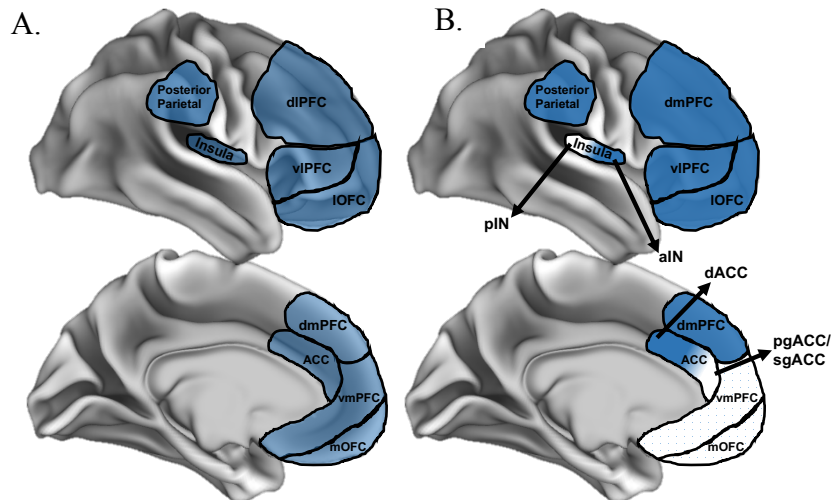 A.
Posterior
Parietal
dlPFC
Insula
vlPFC
lOFC
dmPFC
ACC
vmPFC
mOFC
B.
Posterior
Parietal
dmPFC
Insula
vlPFC
lOFC
pIN
aIN
dACC
dmPFC
pgACC/
sgACC
ACC
vmPFC
mOFC